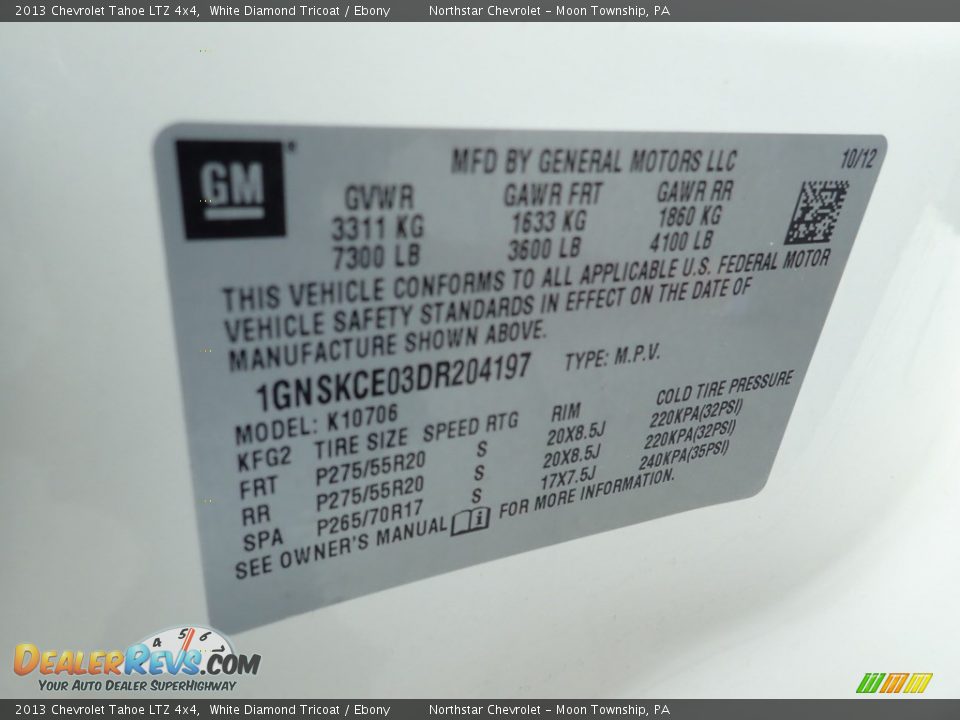 2013 Chevrolet Tahoe LTZ 4x4, White Diamond Tricoat / Ebony Northstar Chevrolet - Moon Township, PA
GM
MFD BY GENERAL MOTORS LLC 10/12
GVWR GAWR FRT GAWR RR
3311 KG 1633 KG 1860 KG
7300 LB 3600 LB 4100 LB
THIS VEHICLE CONFORMS TO ALL APPLICABLE U.S. FEDERAL MOTOR
VEHICLE SAFETY STANDARDS IN EFFECT ON THE DATE OF
MANUFACTURE SHOWN ABOVE.
1GNSKCE03DR204197 TYPE: M.P.V.
MODEL: K10706
KFG2 TIRE SIZE SPEED RTG RIM COLD TIRE PRESSURE
FRT P275/55R20 S 20X8.5J 220KPA(32PSI)
RR P275/55R20 S 20X8.5J 220KPA(32PSI)
SPA P265/70R17 S 17X7.5J 240KPA(35PSI)
SEE OWNER'S MANUAL FOR MORE INFORMATION.
4 5 6
DEALERREVS.COM
YOUR AUTO DEALER SUPERHIGHWAY
2013 Chevrolet Tahoe LTZ 4x4, White Diamond Tricoat / Ebony Northstar Chevrolet - Moon Township, PA